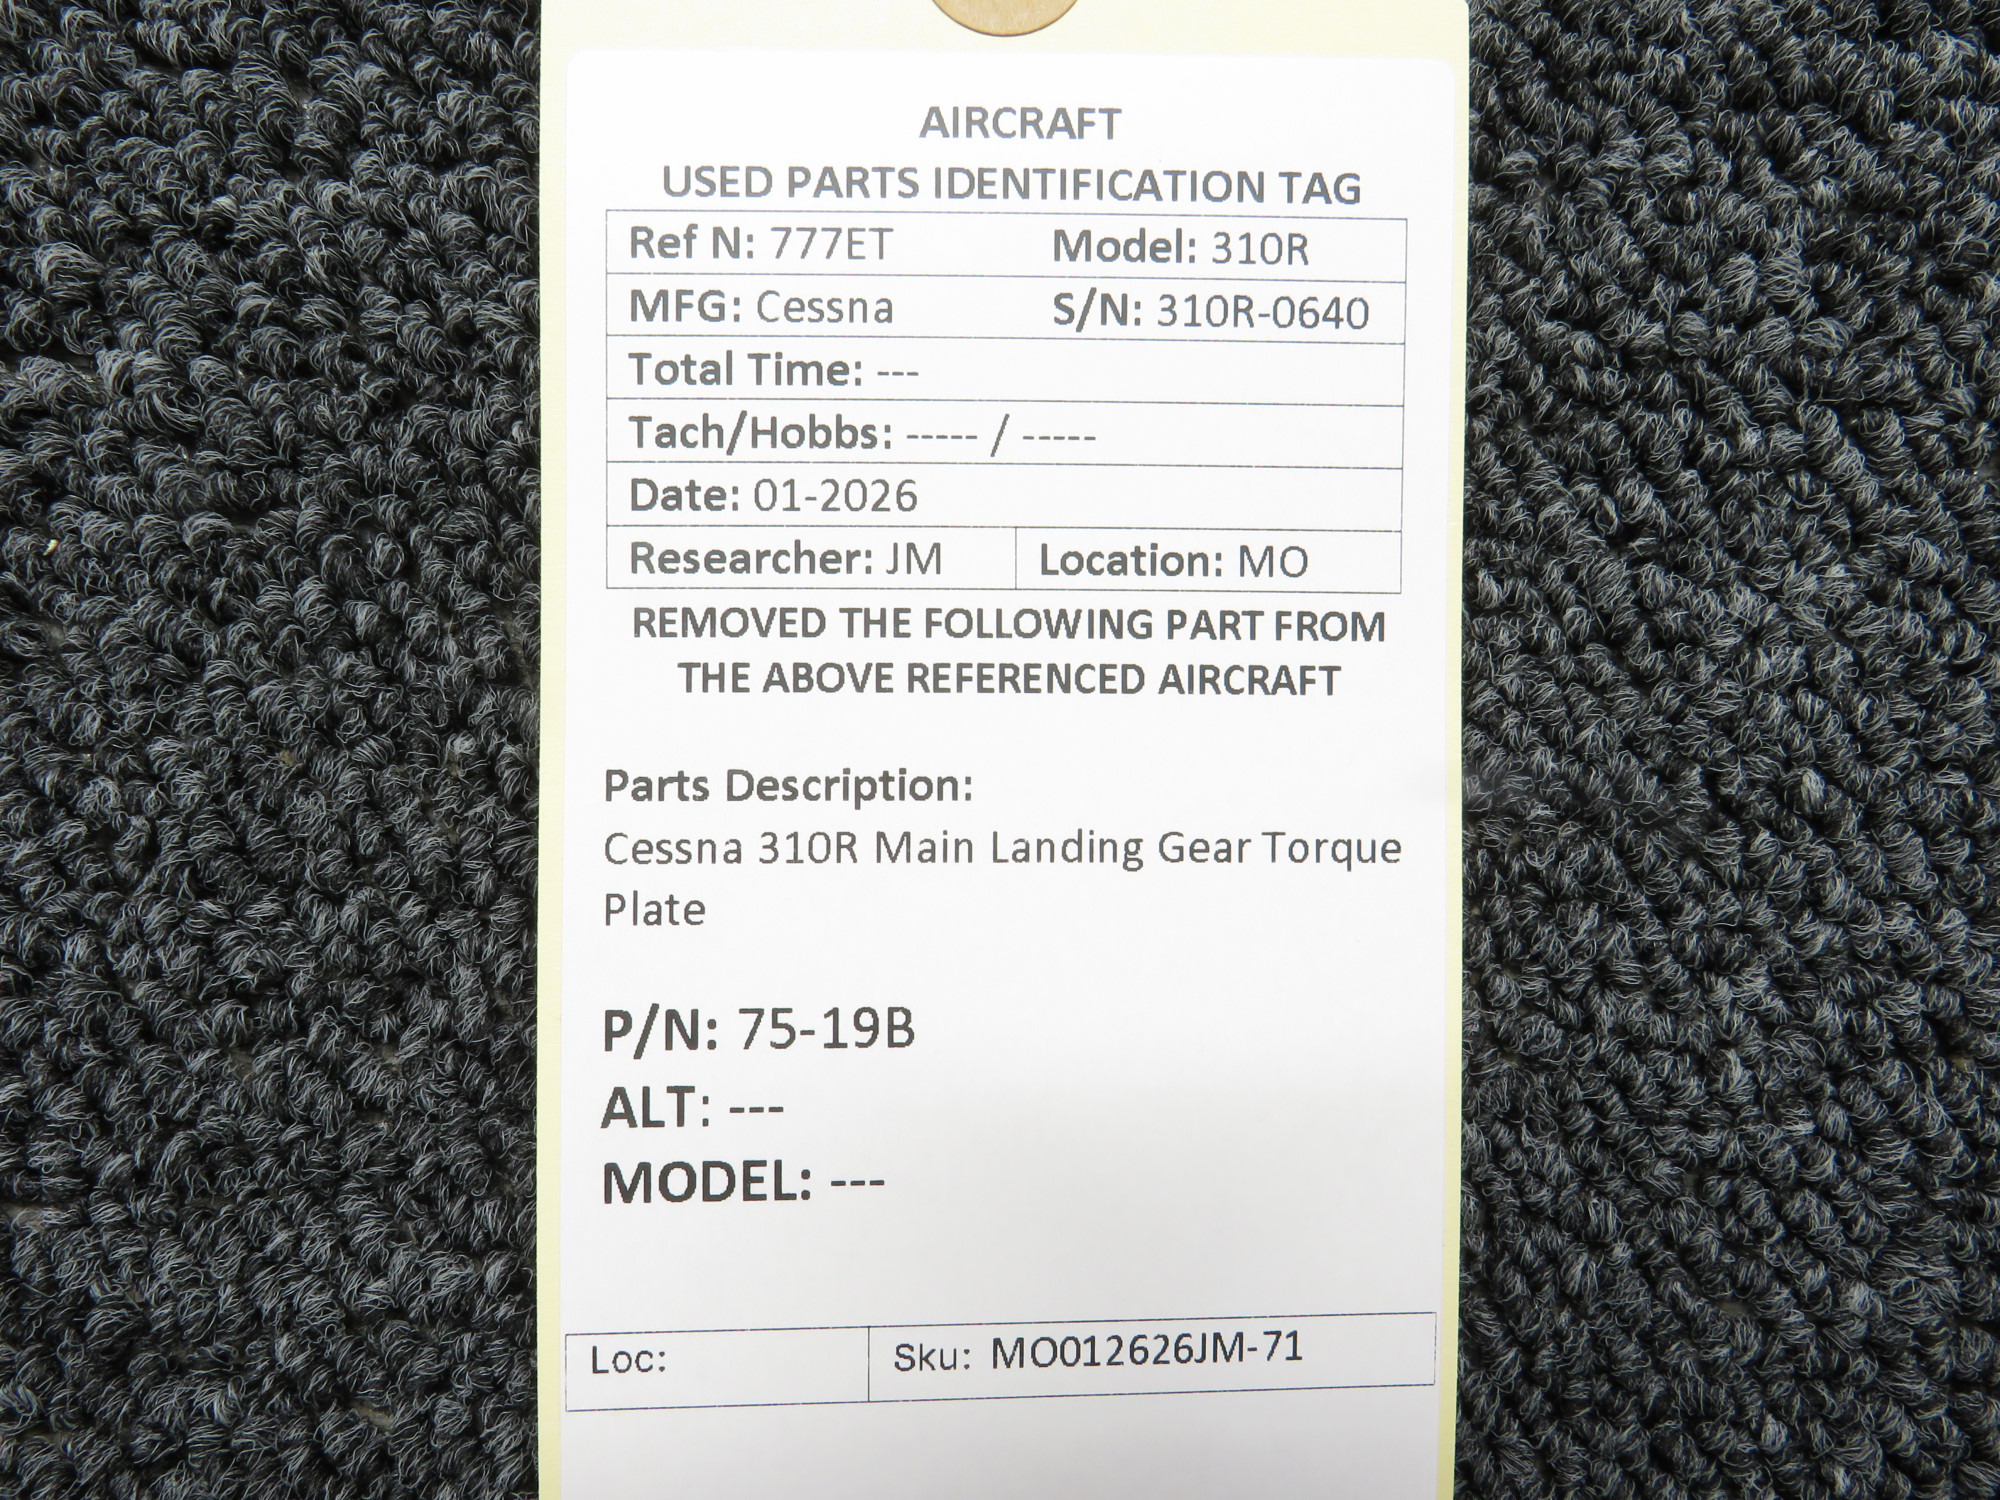 AIRCRAFT
USED PARTS IDENTIFICATION TAG
Ref N: 777ET Model: 310R
MFG: Cessna S/N: 310R-0640
Total Time: ---
Tach/Hobbs: ----- / -----
Date: 01-2026
Researcher: JM Location: MO
REMOVED THE FOLLOWING PART FROM
THE ABOVE REFERENCED AIRCRAFT
Parts Description:
Cessna 310R Main Landing Gear Torque
Plate
P/N: 75-19B
ALT: ---
MODEL: ---
Loc: Sku: MO012626JM-71